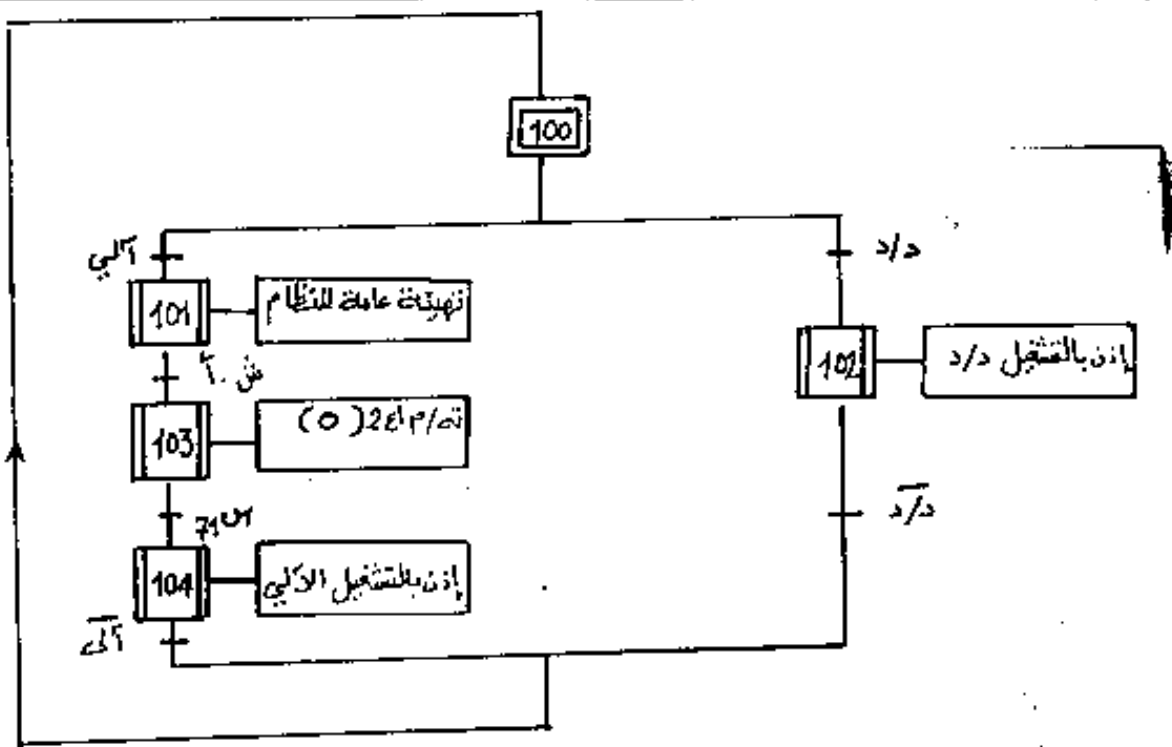 100
آلي
د/د
101
تهيئة عامة للنظام
102
إذن بالتشغيل د/د
ش.آ
103
104
إذن بالتشغيل الآلي